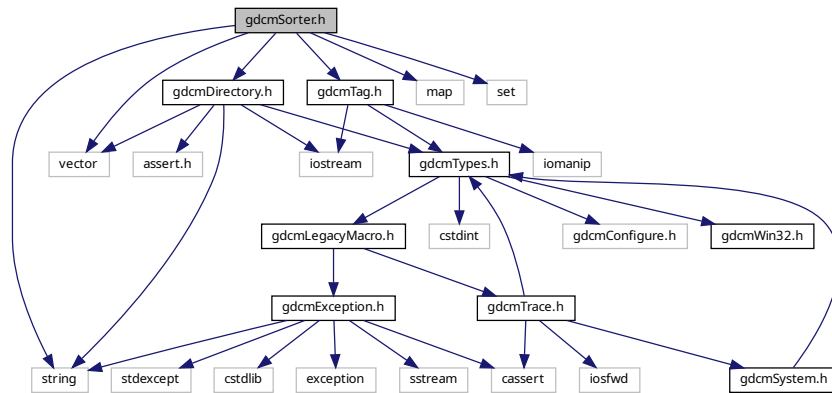 gdcmSorter.h
gdcmDirectory.h
gdcmTag.h
map
set
vector
assert.h
iostream
gdcmTypes.h
iomanip
gdcmLegacyMacro.h
cstdint
gdcmConfigure.h
gdcmWin32.h
gdcmException.h
gdcmTrace.h
string
stdexcept
cstdlib
exception
sstream
cassert
iosfwd
gdcmSystem.h